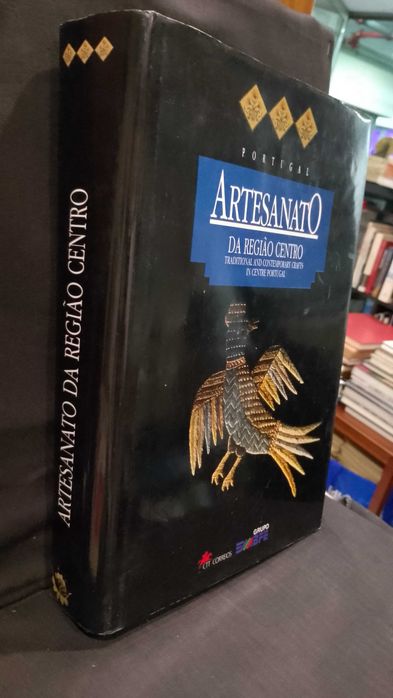 ARTESANATO DA REGIÃO CENTRO
PORTUGAL
ARTESANATO
DA REGIÃO CENTRO
TRADITIONAL AND CONTEMPORARY CRAFTS
IN CENTRE PORTUGAL
CTT CORREIOS
GRUPO